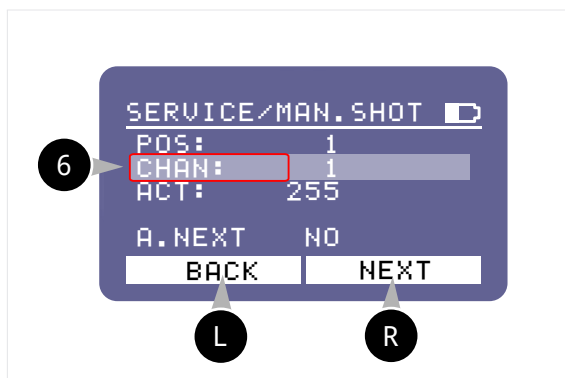 SERVICE/MAN.SHOT
POS: 1
6
CHAN: 1
ACT: 255
A.NEXT NO
BACK NEXT
L R